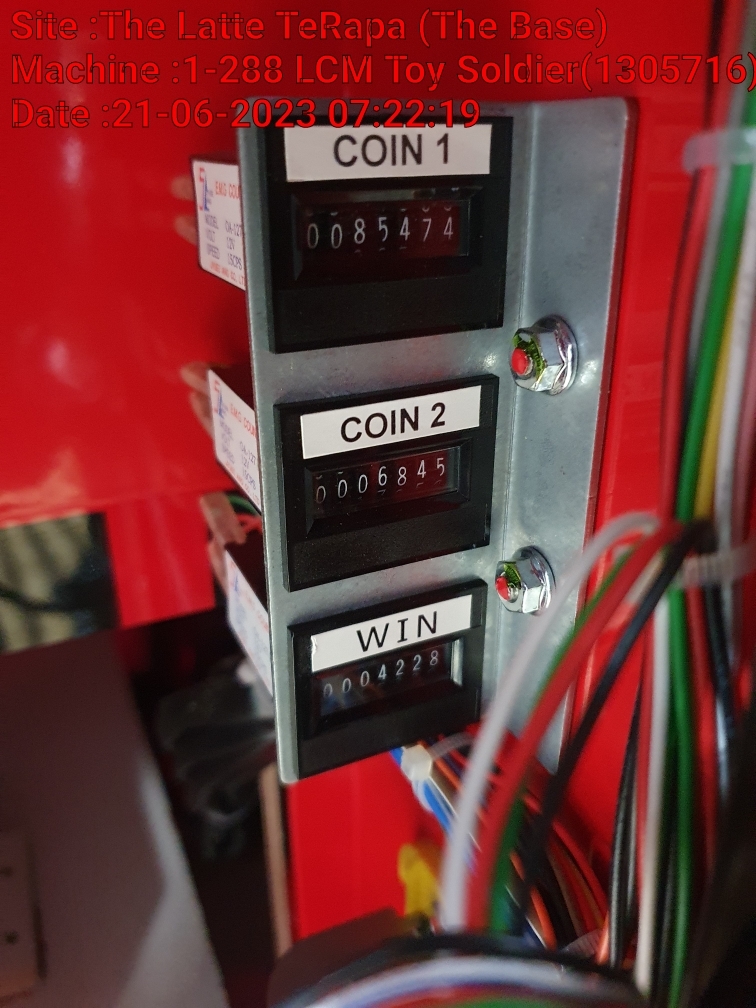 Site :The Latte TeRapa (The Base)
Machine :1-288 LCM Toy Soldier(1305716)
Date :21-06-2023 07:22:19
COIN 1
0085474
COIN 2
0006845
WIN
0004228